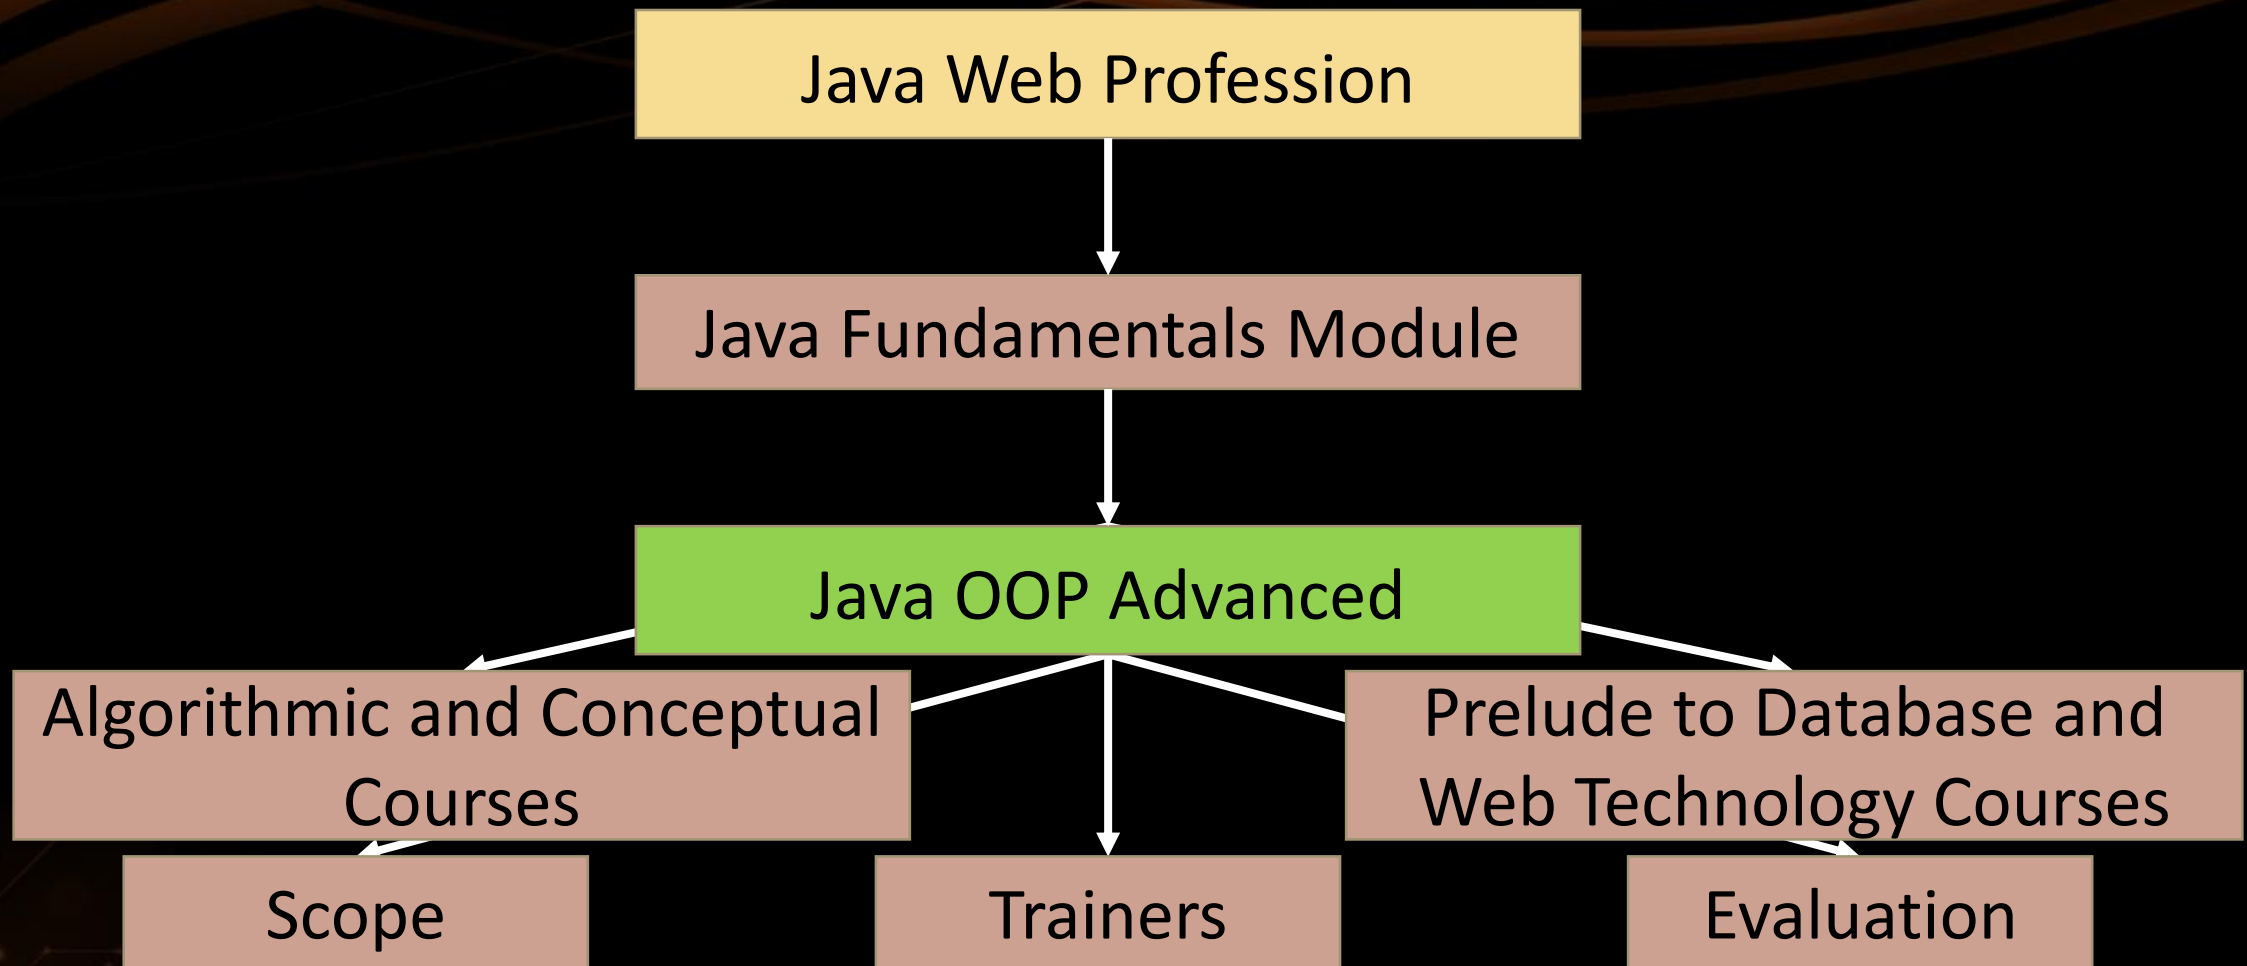 Java Web Profession
Java Fundamentals Module
Java OOP Advanced
Algorithmic and Conceptual
Courses
Prelude to Database and
Web Technology Courses
Scope
Trainers
Evaluation